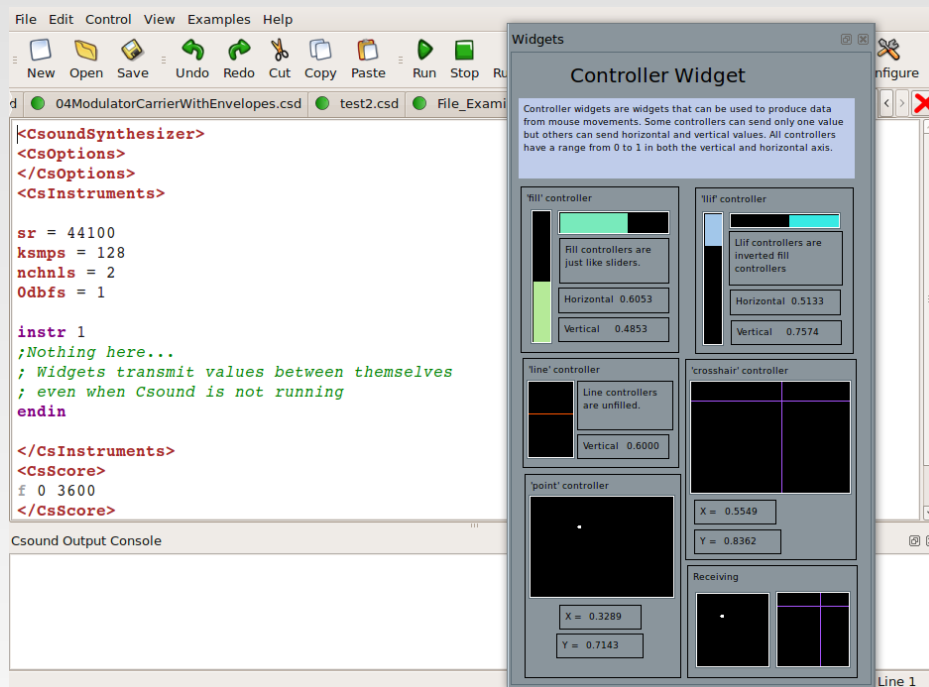 File Edit Control View Examples Help
New Open Save Undo Redo Cut Copy Paste Run Stop Ru nfigure
d 04ModulatorCarrierWithEnvelopes.csd test2.csd File_Exami
<CsoundSynthesizer>
<CsOptions>
</CsOptions>
<CsInstruments>
sr = 44100
ksmps = 128
nchnls = 2
0dbfs = 1
instr 1
;Nothing here...
; Widgets transmit values between themselves
; even when Csound is not running
endin
</CsInstruments>
<CsScore>
f 0 3600
</CsScore>
Csound Output Console
Line 1
Widgets
Controller Widget
Controller widgets are widgets that can be used to produce data
from mouse movements. Some controllers can send only one value
but others can send horizontal and vertical values. All controllers
have a range from 0 to 1 in both the vertical and horizontal axis.
'fill' controller
Fill controllers are
just like sliders.
Horizontal 0.6053
Vertical 0.4853
'llif' controller
Llif controllers are
inverted fill
controllers
Horizontal 0.5133
Vertical 0.7574
'line' controller
Line controllers
are unfilled.
Vertical 0.6000
'crosshair' controller
X = 0.5549
Y = 0.8362
'point' controller
X = 0.3289
Y = 0.7143
Receiving